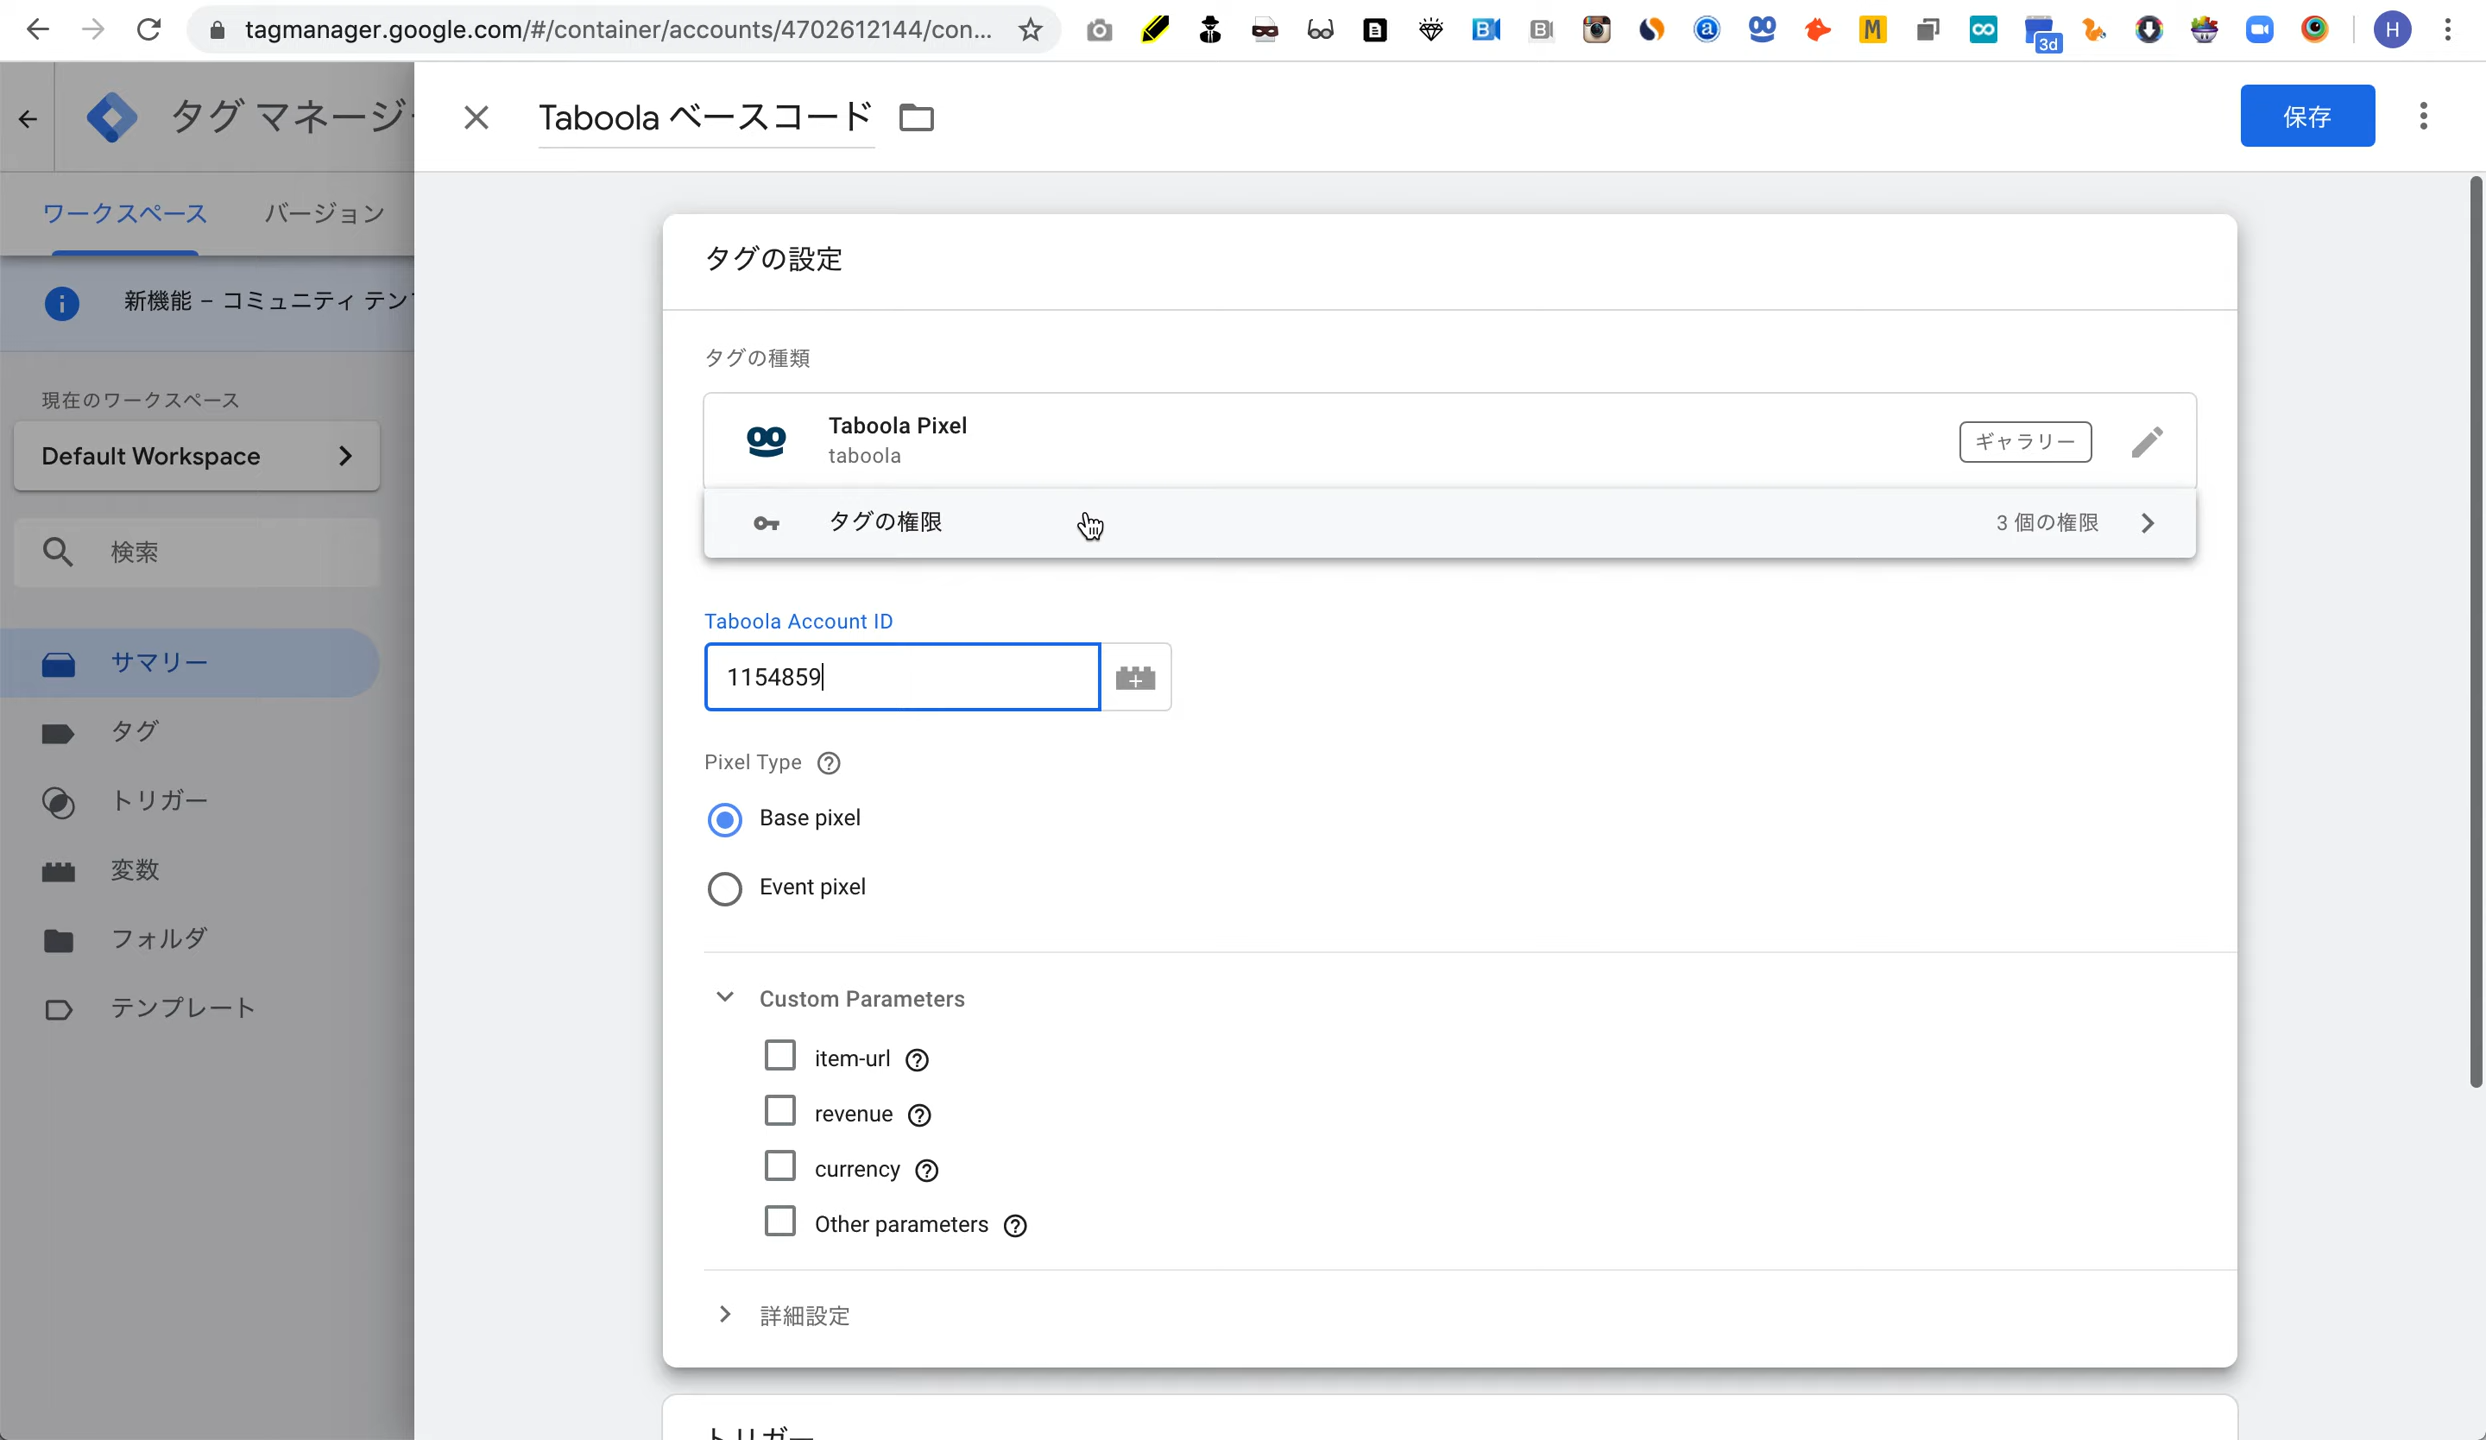 tagmanager.google.com/#/container/accounts/4702612144/con...
3d
H
タグ マネージ
Taboola ベースコード
保存
ワークスペース
バージョン
タグの設定
新機能 – コミュニティ テン
タグの種類
現在のワークスペース
Default Workspace
Taboola Pixel
taboola
ギャラリー
タグの権限
3 個の権限
検索
Taboola Account ID
1154859
サマリー
タグ
トリガー
変数
フォルダ
テンプレート
Pixel Type
Base pixel
Event pixel
Custom Parameters
item-url
revenue
currency
Other parameters
詳細設定
トリガー